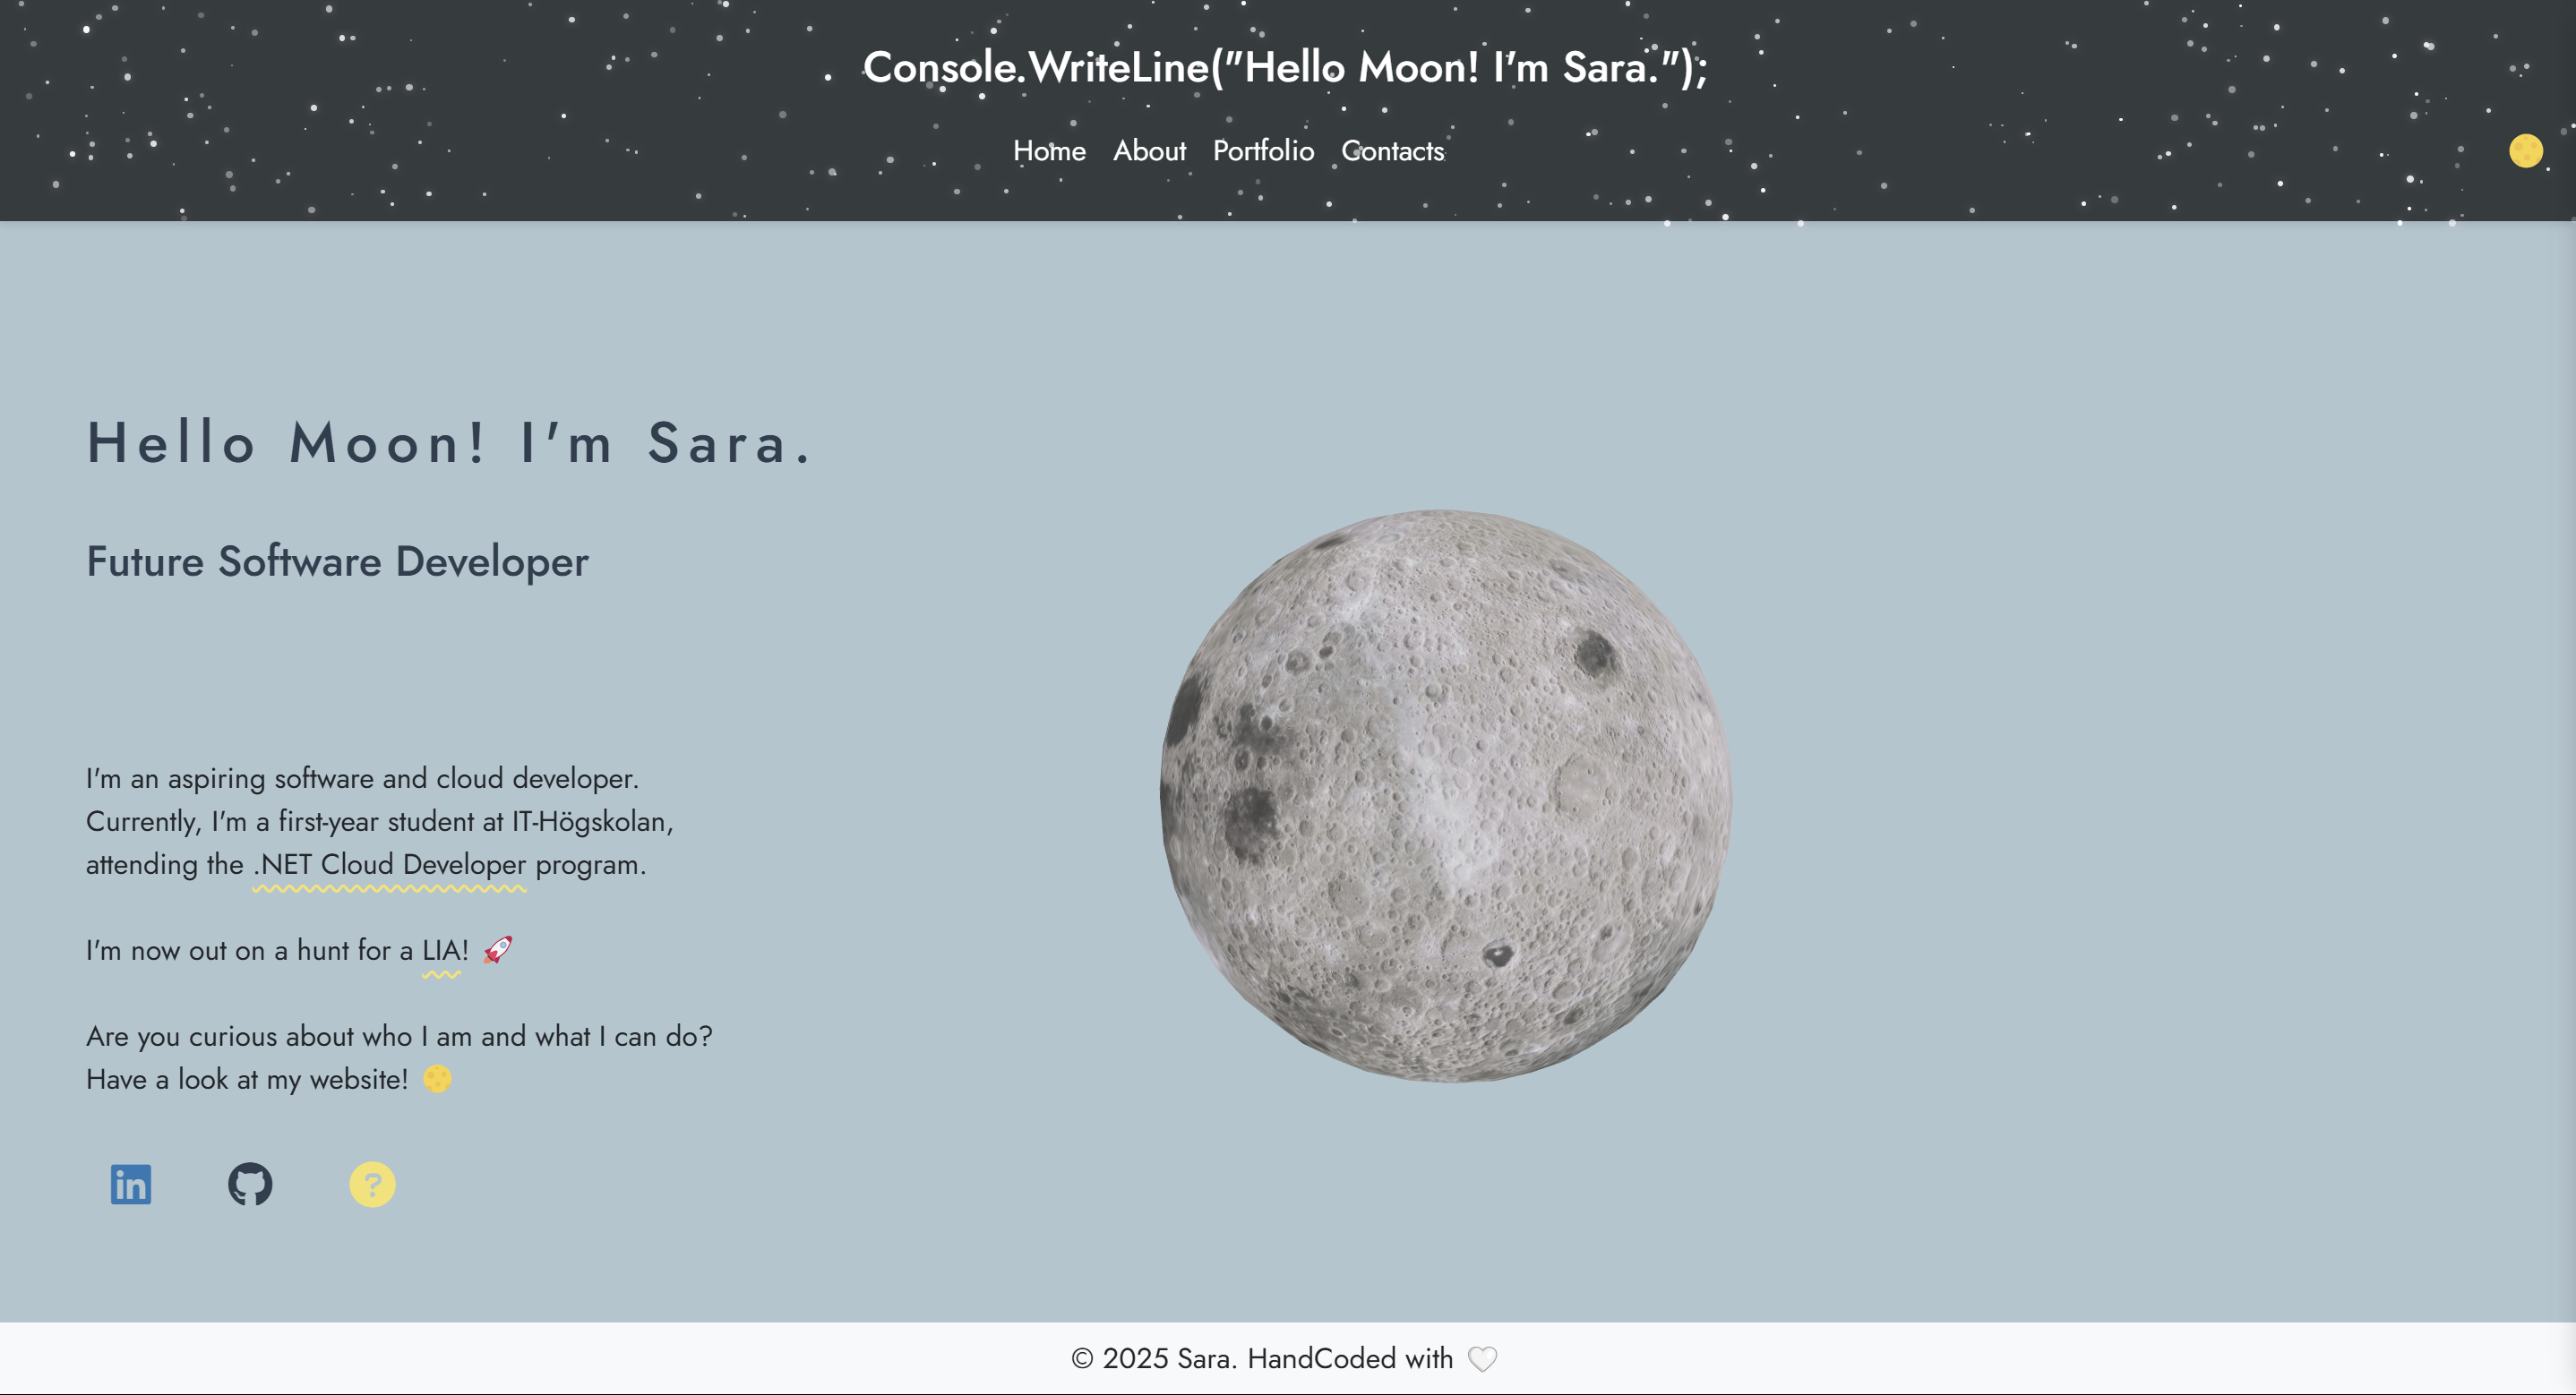 Console.WriteLine("Hello Moon! I'm Sara.");
Home About Portfolio Contacts
Hello Moon! I'm Sara.
Future Software Developer
I'm an aspiring software and cloud developer.
Currently, I'm a first-year student at IT-Högskolan,
attending the .NET Cloud Developer program.
I'm now out on a hunt for a LIA! 🚀
Are you curious about who I am and what I can do?
Have a look at my website! 🌕
in ?
© 2025 Sara. HandCoded with 🤍